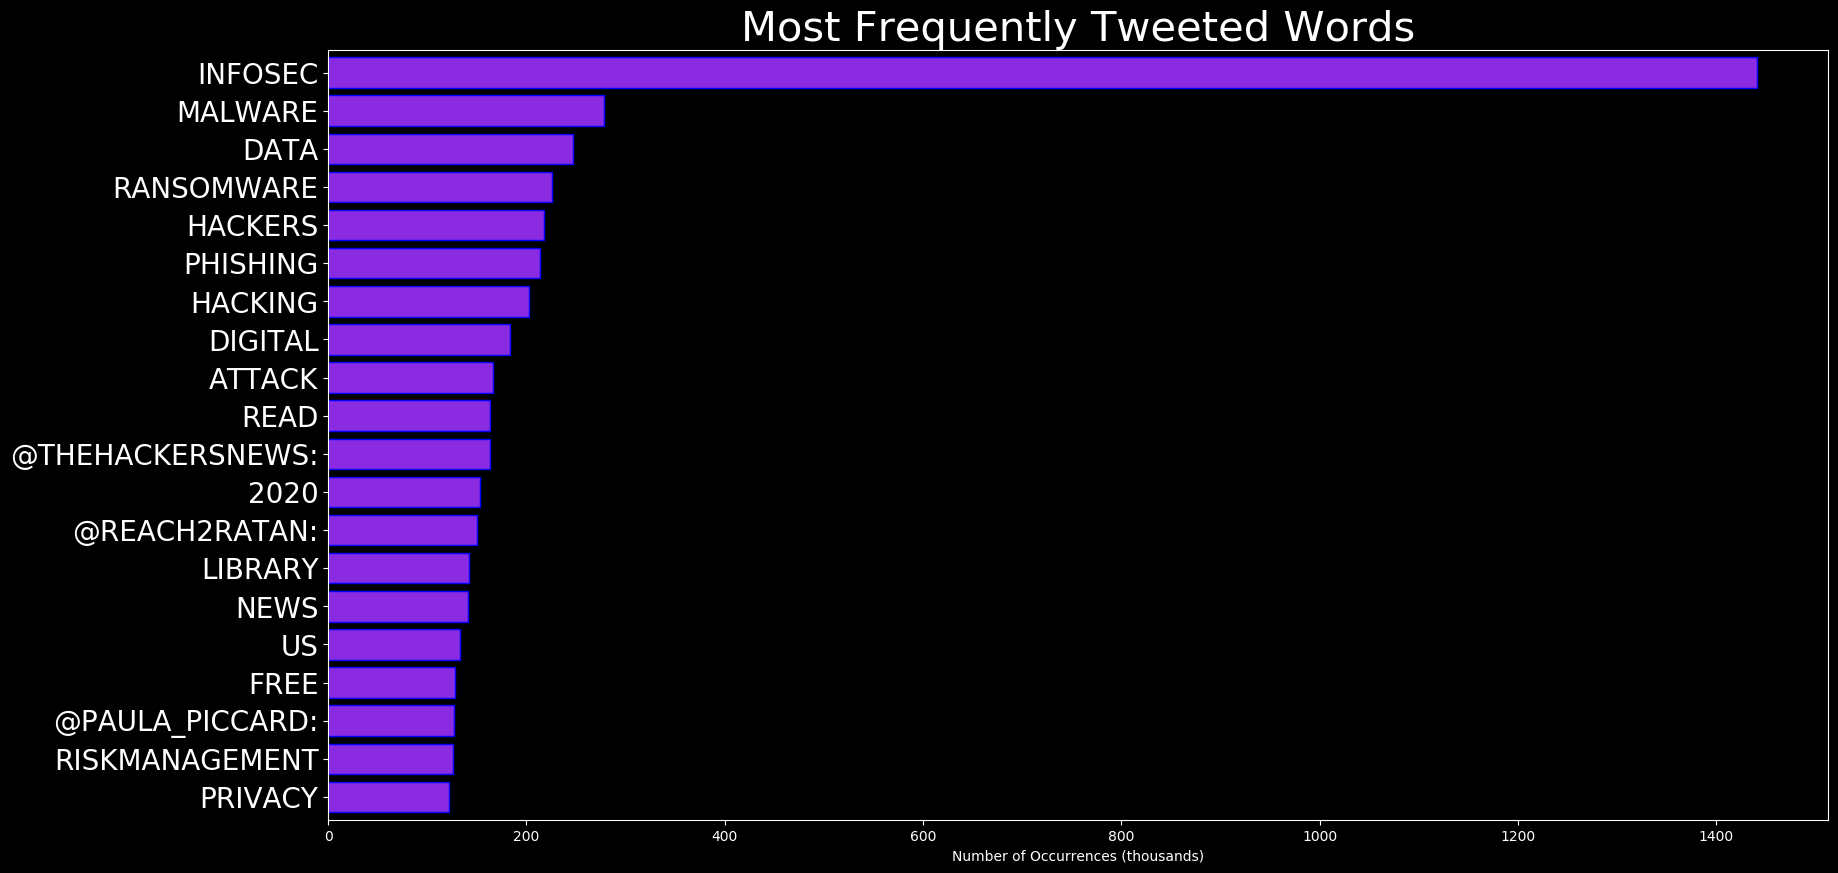 Most Frequently Tweeted Words
INFOSEC
MALWARE
DATA
RANSOMWARE
HACKERS
PHISHING
HACKING
DIGITAL
ATTACK
READ
@THEHACKERSNEWS:
2020
@REACH2RATAN:
LIBRARY
NEWS
US
FREE
@PAULA_PICCARD:
RISKMANAGEMENT
PRIVACY
0 200 400 600 800 1000 1200 1400
Number of Occurrences (thousands)